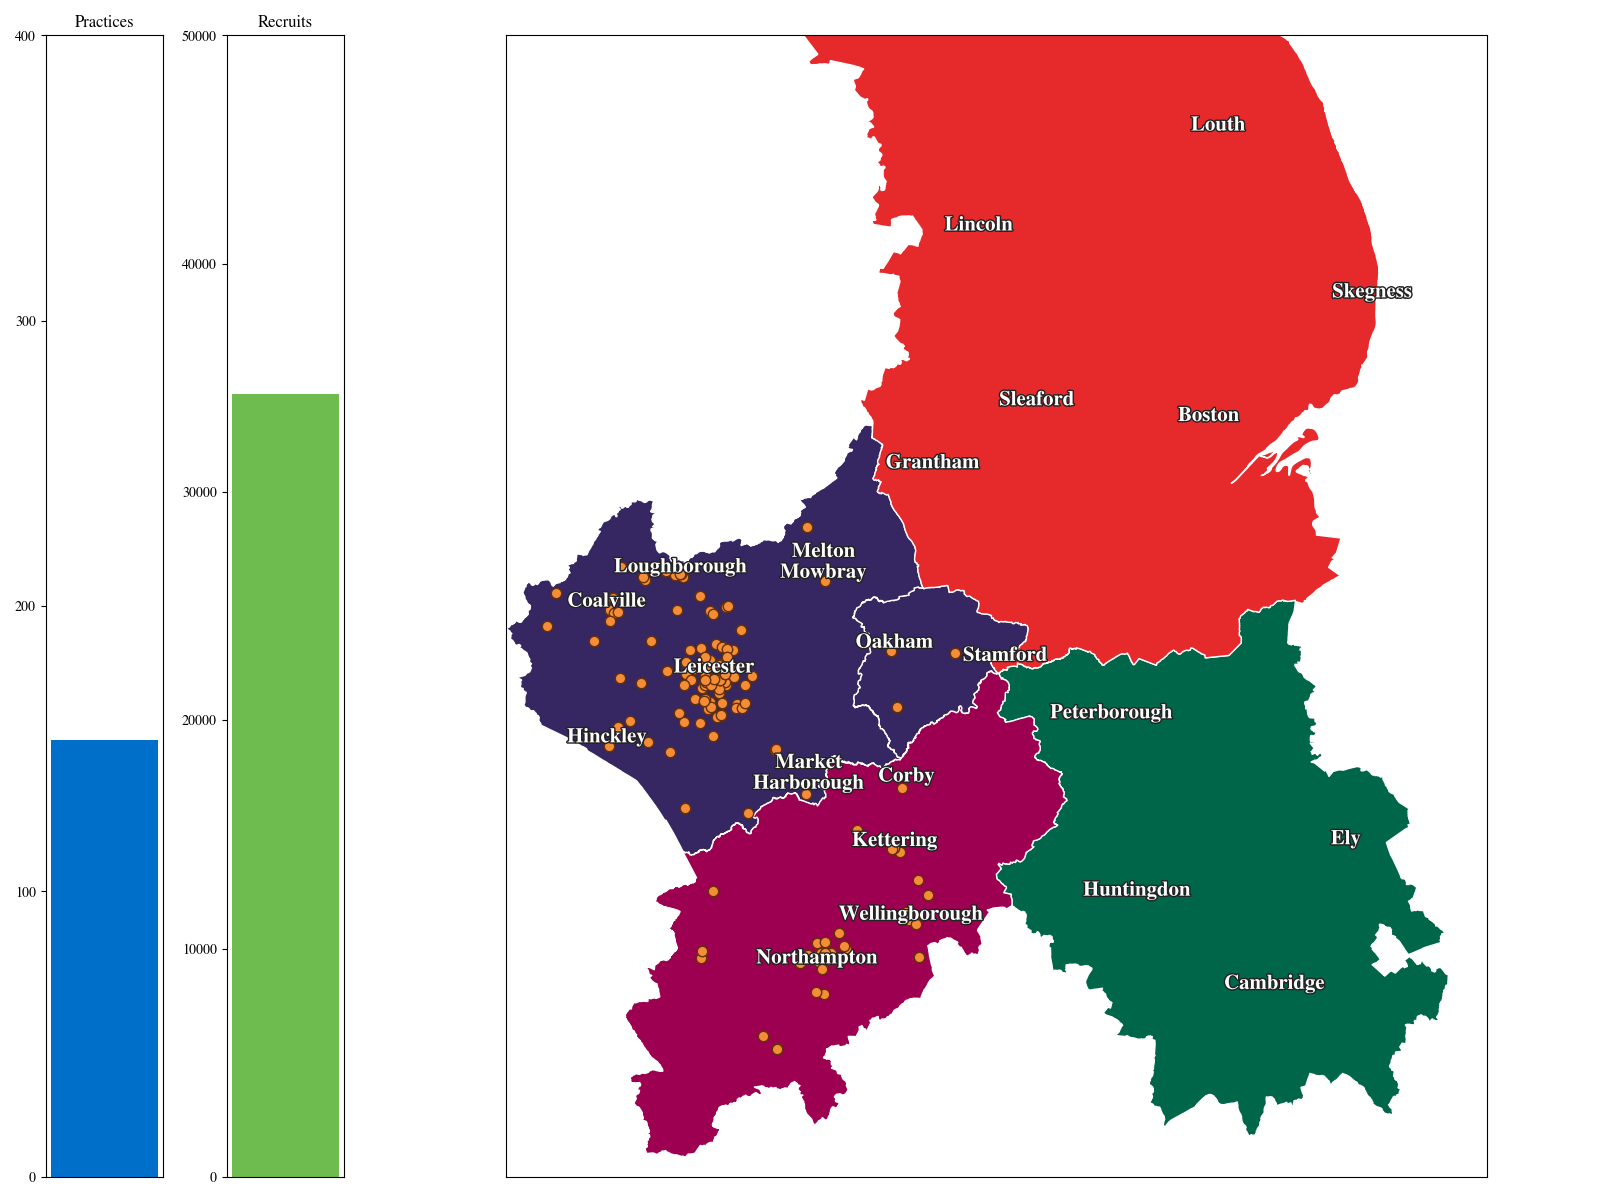 Practices
400
300
200
100
0
Recruits
50000
40000
30000
20000
10000
0
Louth
Lincoln
Skegness
Sleaford
Boston
Grantham
Melton
Mowbray
Loughborough
Coalville
Oakham
Stamford
Leicester
Peterborough
Hinckley
Market
Harborough
Corby
Kettering
Ely
Huntingdon
Wellingborough
Northampton
Cambridge